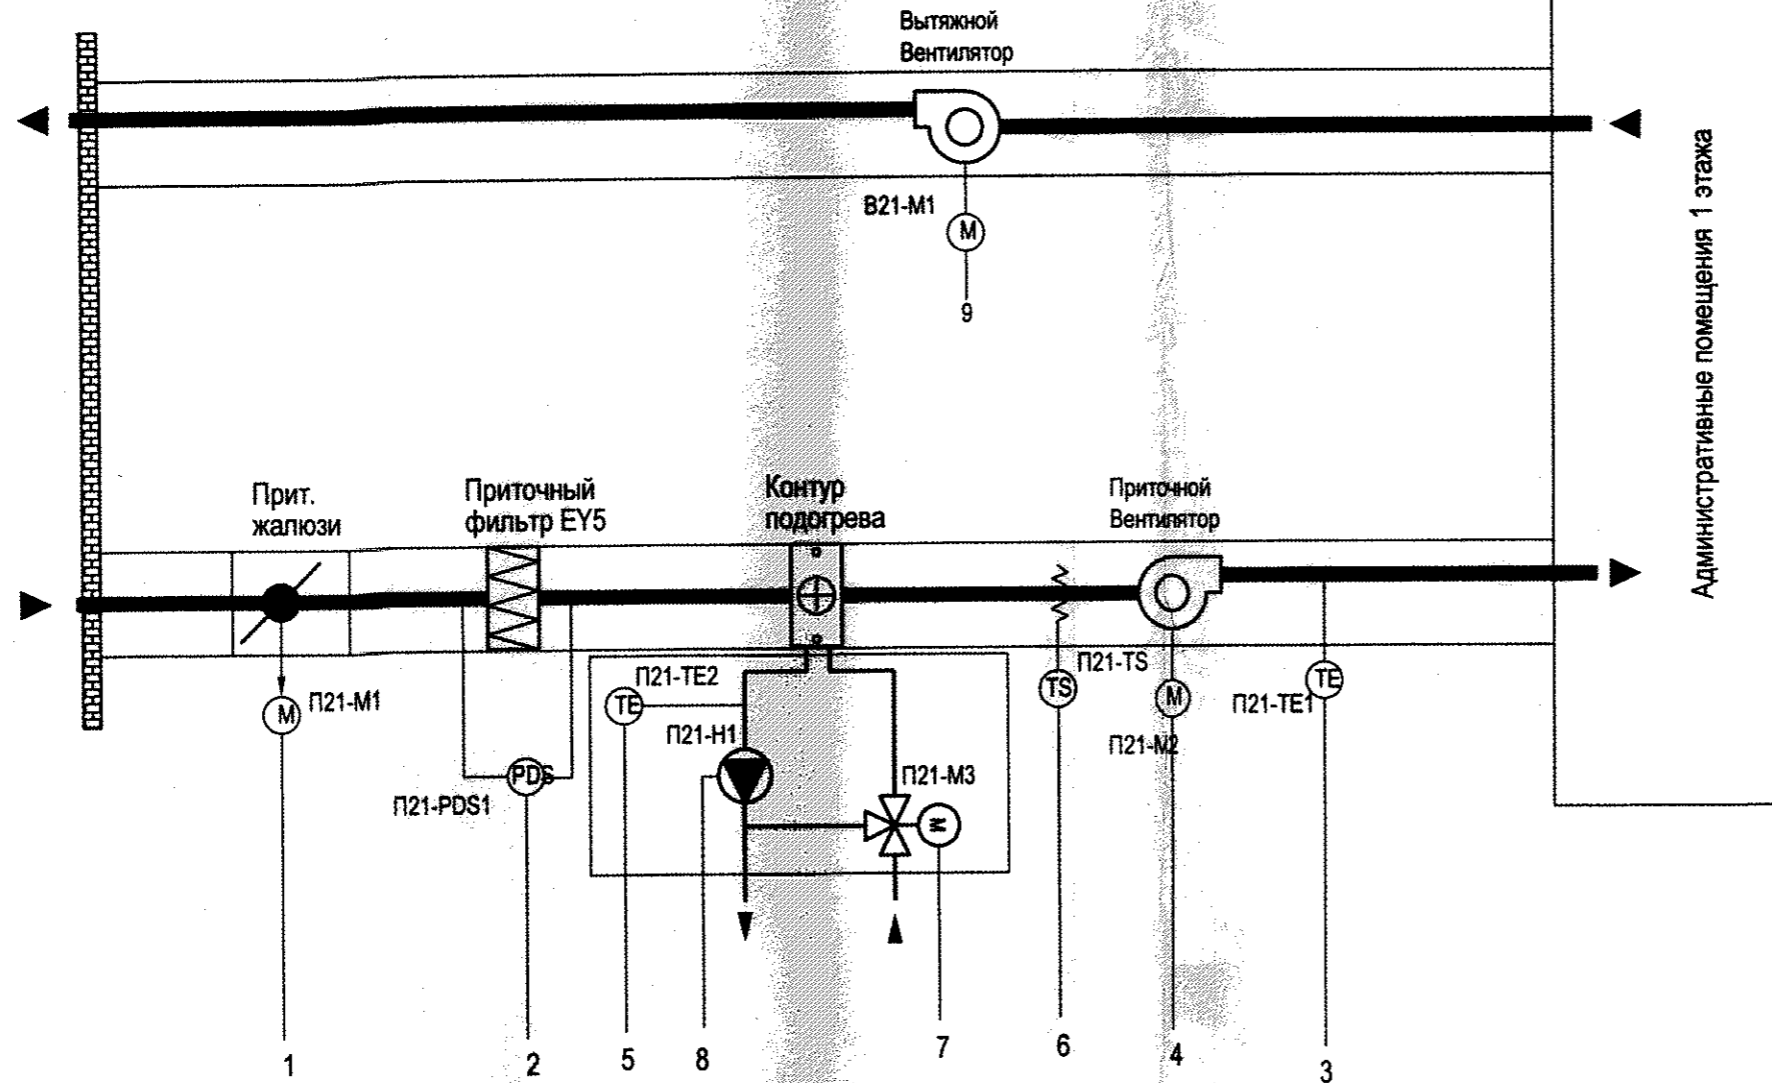 Вытяжной
Вентилятор
В21-М1
М
9
Административные помещения 1 этажа
Прит.
жалюзи
Приточный
фильтр EY5
Контур
подогрева
Приточной
Вентилятор
П21-М1
М
П21-PDS1
PDS
П21-TE2
TE
П21-Н1
П21-М3
М
П21-TS
TS
П21-М2
М
П21-TE1
TE
1
2
5
8
7
6
4
3